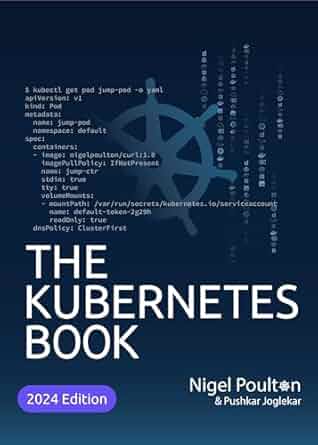 $ kubectl get pod jump-pod -o yaml
apiVersion: v1
kind: Pod
metadata:
name: jump-pod
namespace: default
spec:
containers:
- image: nigelpoulton/curl:1.0
imagePullPolicy: IfNotPresent
name: jump-ctr
stdin: true
tty: true
volumeMounts:
- mountPath: /var/run/secrets/kubernetes.io/serviceaccount
name: default-token-2g29h
readOnly: true
dnsPolicy: ClusterFirst
THE
KUBERNETES
BOOK
2024 Edition
Nigel Poulton
& Pushkar Joglekar